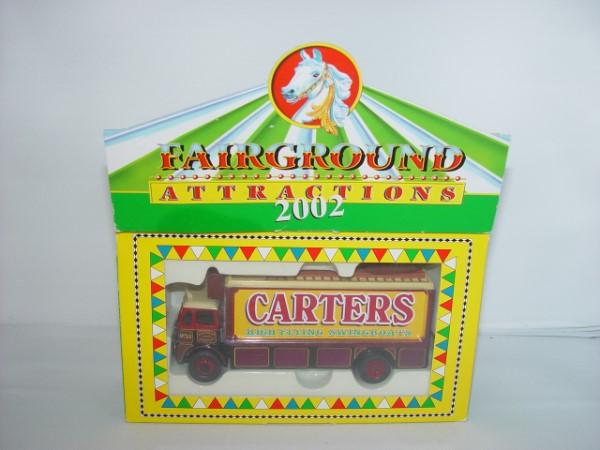 FAIRGROUND
ATTRACTIONS
2002
CARTERS
HIGH FLYING SWINGBOATS